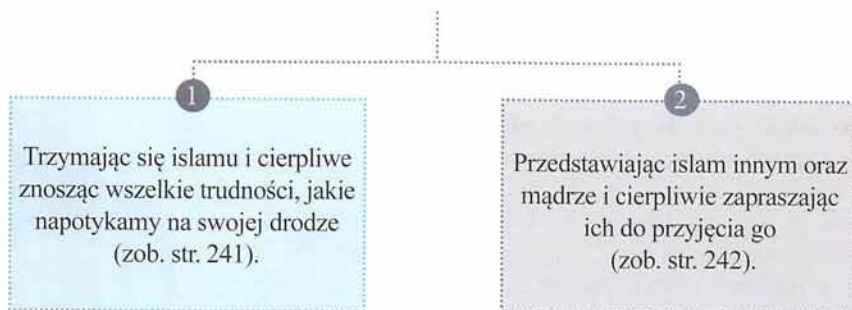 1
Trzymając się islamu i cierpliwe
znosząc wszelkie trudności, jakie
napotykamy na swojej drodze
(zob. str. 241).
2
Przedstawiając islam innym oraz
mądrze i cierpliwie zapraszając
ich do przyjęcia go
(zob. str. 242).